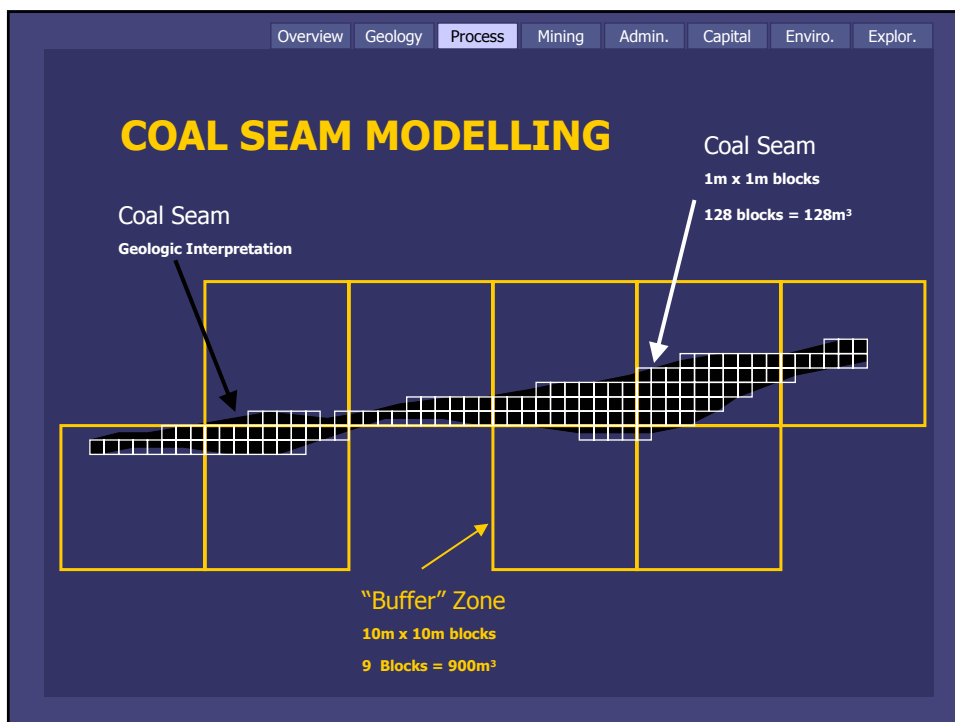 Overview Geology Process Mining Admin. Capital Enviro. Explor.
COAL SEAM MODELLING
Coal Seam
1m x 1m blocks
128 blocks = 128m³
Coal Seam
Geologic Interpretation
“Buffer” Zone
10m x 10m blocks
9 Blocks = 900m³